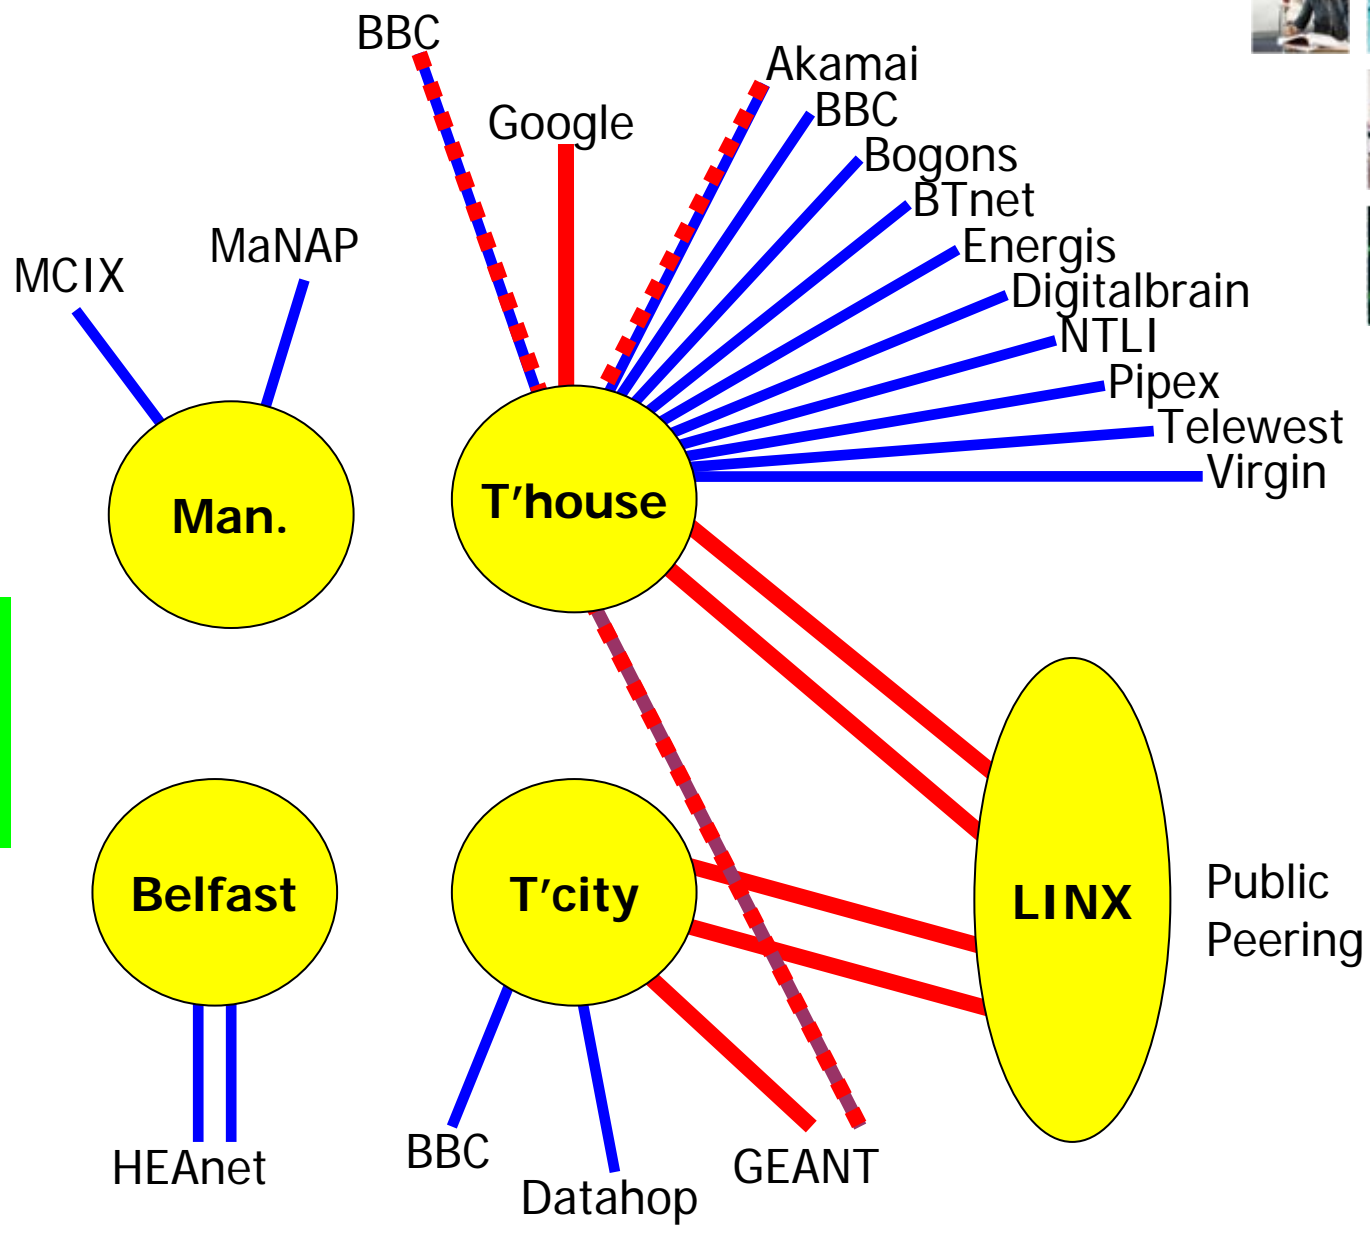 BBC
Akamai
Google
BBC
Bogons
BTnet
MaNAP
Energis
MCIX
Digitalbrain
NTLI
Pipex
Telewest
Virgin
Man.
T’house
Belfast
T’city
LINX
Public
Peering
HEAnet
BBC
GEANT
Datahop